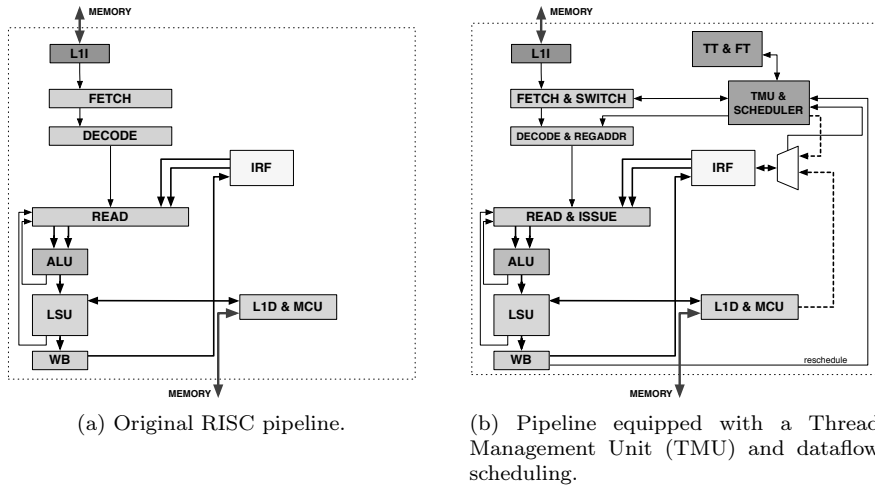 MEMORY
L1I
FETCH
DECODE
IRF
READ
ALU
LSU
L1D & MCU
WB
MEMORY
(a) Original RISC pipeline.
MEMORY
L1I
TT & FT
FETCH & SWITCH
TMU &
SCHEDULER
DECODE & REGADDR
IRF
READ & ISSUE
ALU
LSU
L1D & MCU
WB
reschedule
MEMORY
(b) Pipeline equipped with a Thread
Management Unit (TMU) and dataflow
scheduling.